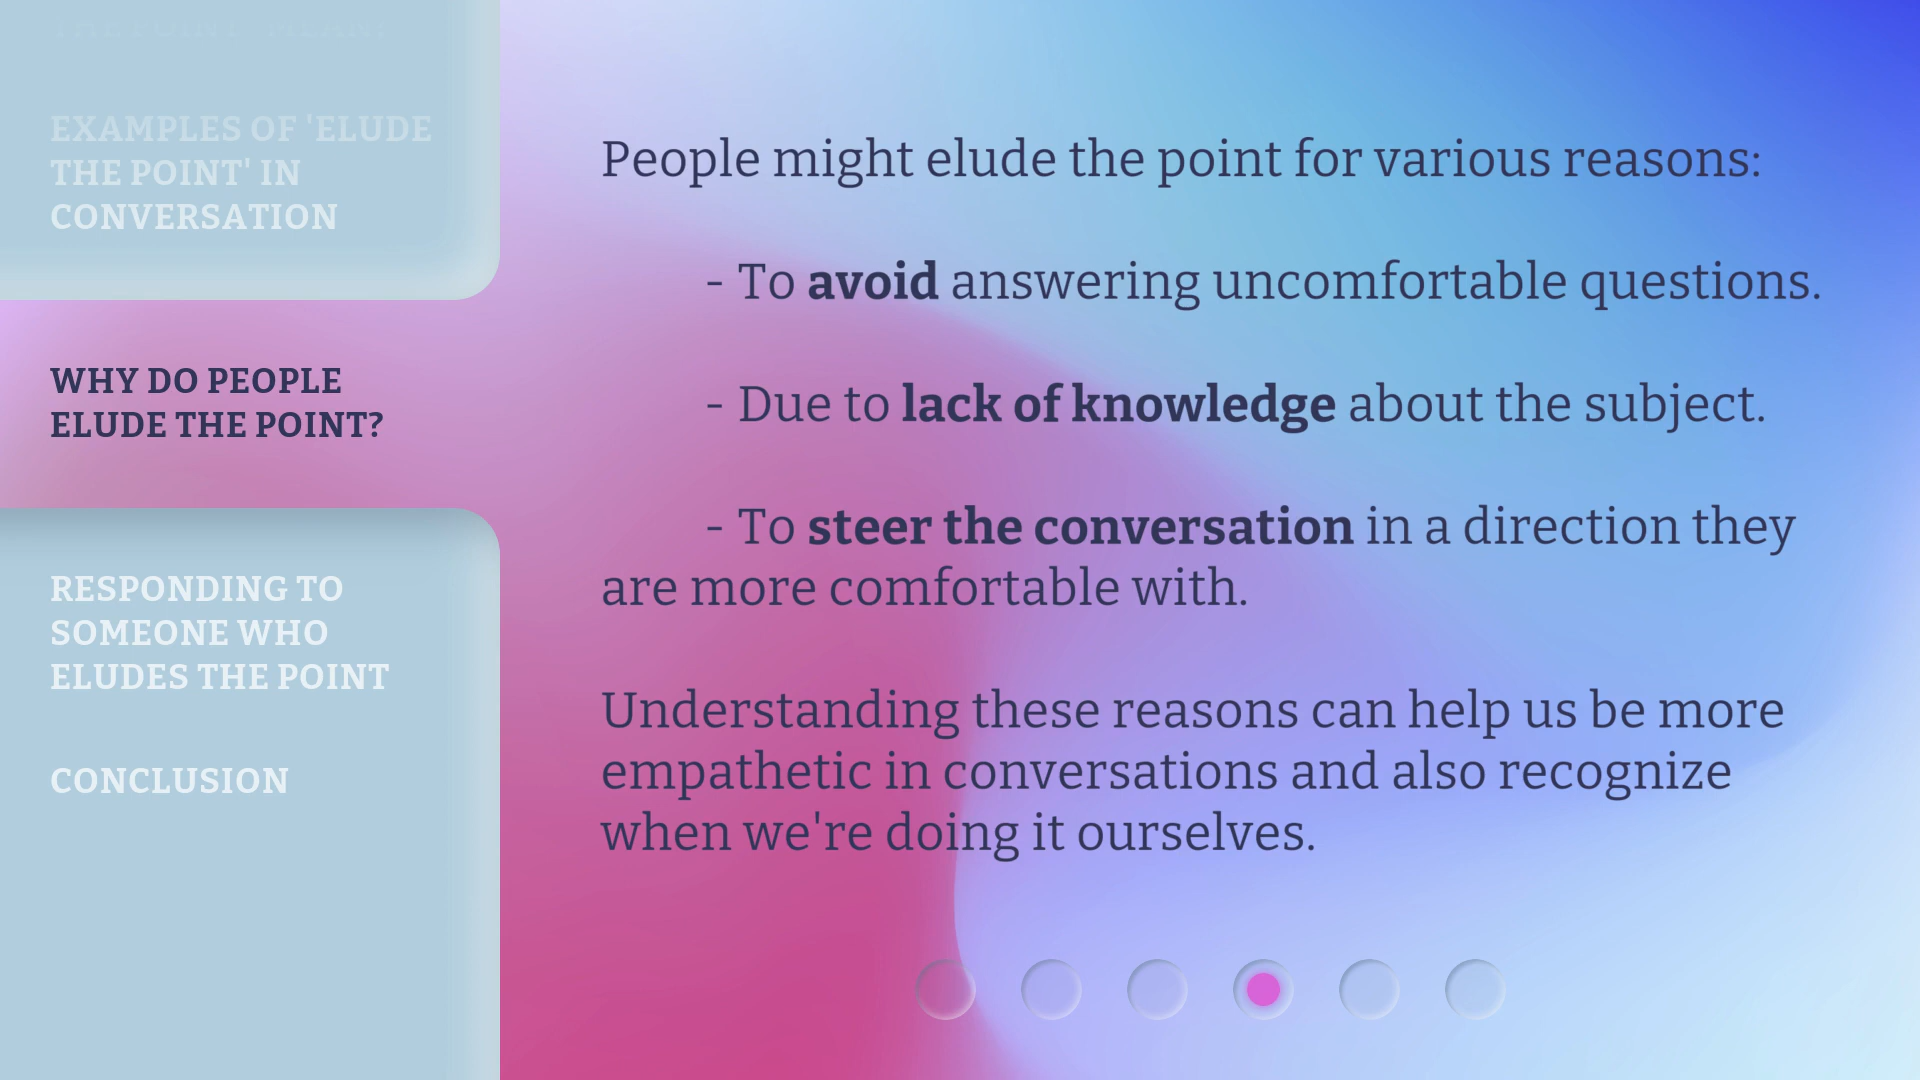 THE POINT' MEAN?
EXAMPLES OF 'ELUDE
THE POINT' IN
CONVERSATION
WHY DO PEOPLE
ELUDE THE POINT?
RESPONDING TO
SOMEONE WHO
ELUDES THE POINT
CONCLUSION
People might elude the point for various reasons:
- To avoid answering uncomfortable questions.
- Due to lack of knowledge about the subject.
- To steer the conversation in a direction they
are more comfortable with.
Understanding these reasons can help us be more
empathetic in conversations and also recognize
when we're doing it ourselves.